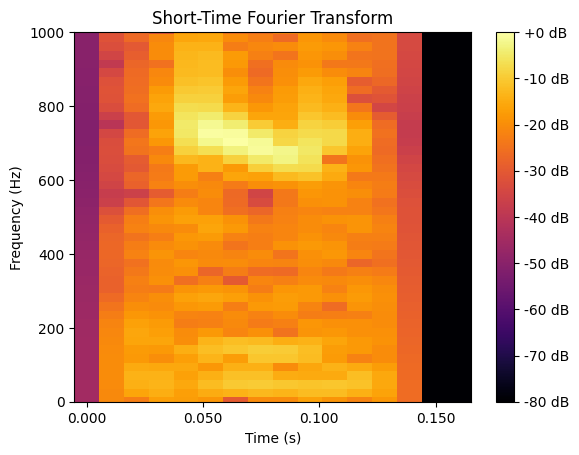 Short-Time Fourier Transform
Frequency (Hz)
1000
800
600
400
200
0
0.000
0.050
0.100
0.150
Time (s)
+0 dB
-10 dB
-20 dB
-30 dB
-40 dB
-50 dB
-60 dB
-70 dB
-80 dB